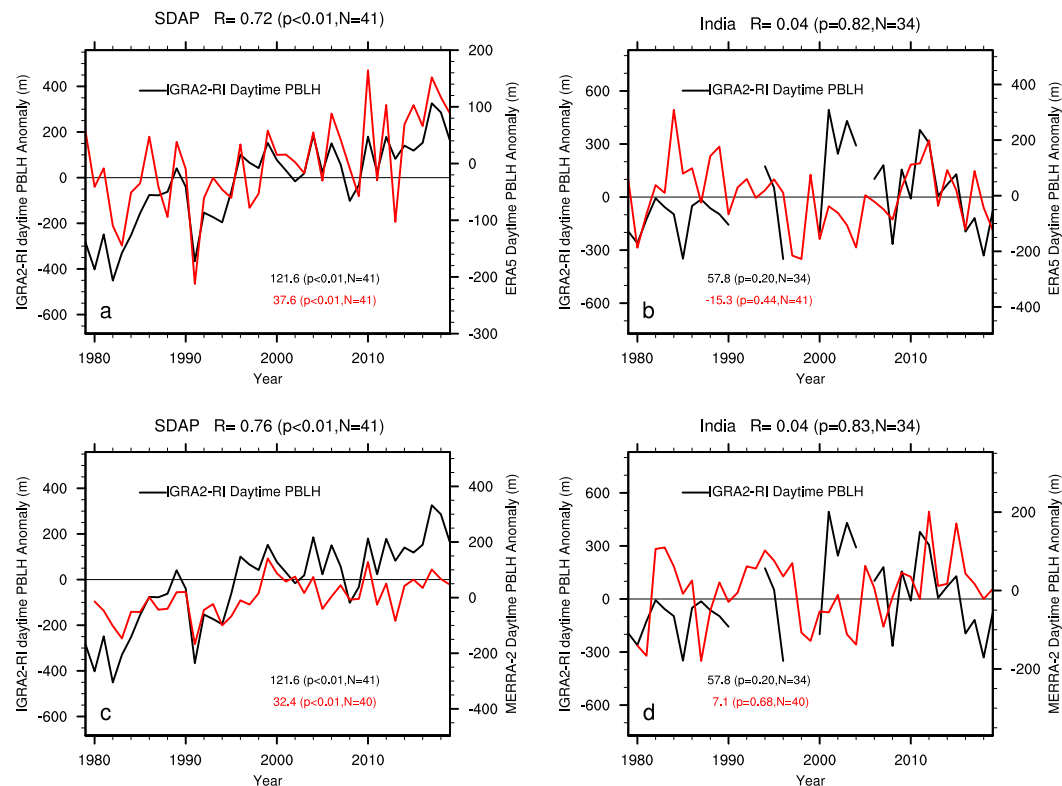 SDAP R= 0.72 (p<0.01,N=41)
IGRA2-RI daytime PBLH Anomaly (m)
400
200
0
-200
-400
-600
IGRA2-RI Daytime PBLH
121.6 (p<0.01,N=41)
37.6 (p<0.01,N=41)
a
200
100
0
-100
-200
-300
ERA5 Daytime PBLH Anomaly (m)
1980 1990 2000 2010
Year
India R= 0.04 (p=0.82,N=34)
IGRA2-RI daytime PBLH Anomaly (m)
600
300
0
-300
-600
IGRA2-RI Daytime PBLH
57.8 (p=0.20,N=34)
-15.3 (p=0.44,N=41)
b
400
200
0
-200
-400
ERA5 Daytime PBLH Anomaly (m)
1980 1990 2000 2010
Year
SDAP R= 0.76 (p<0.01,N=41)
IGRA2-RI daytime PBLH Anomaly (m)
400
200
0
-200
-400
-600
IGRA2-RI Daytime PBLH
121.6 (p<0.01,N=41)
32.4 (p<0.01,N=40)
c
400
200
0
-200
-400
MERRA-2 Daytime PBLH Anomaly (m)
1980 1990 2000 2010
Year
India R= 0.04 (p=0.83,N=34)
IGRA2-RI daytime PBLH Anomaly (m)
600
300
0
-300
-600
IGRA2-RI Daytime PBLH
57.8 (p=0.20,N=34)
7.1 (p=0.68,N=40)
d
200
0
-200
MERRA-2 Daytime PBLH Anomaly (m)
1980 1990 2000 2010
Year